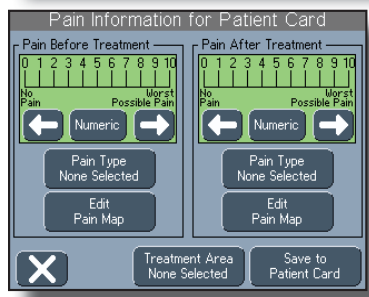 Pain Information for Patient Card
Pain Before Treatment
0 1 2 3 4 5 6 7 8 9 10
No Pain
Worst Possible Pain
Numeric
Pain Type
None Selected
Edit
Pain Map
Pain After Treatment
0 1 2 3 4 5 6 7 8 9 10
No Pain
Worst Possible Pain
Numeric
Pain Type
None Selected
Edit
Pain Map
Treatment Area
None Selected
Save to
Patient Card